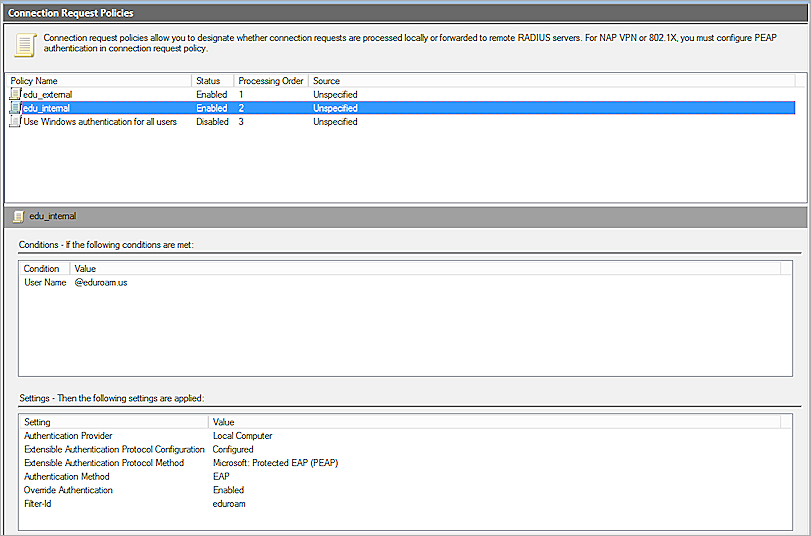 Connection Request Policies
Connection request policies allow you to designate whether connection requests are processed locally or forwarded to remote RADIUS servers. For NAP VPN or 802.1X, you must configure PEAP
authentication in connection request policy.
Policy Name Status Processing Order Source
edu_external Enabled 1 Unspecified
edu_internal Enabled 2 Unspecified
Use Windows authentication for all users Disabled 3 Unspecified
edu_internal
Conditions - If the following conditions are met:
Condition Value
User Name @eduroam.us
Settings - Then the following settings are applied:
Setting Value
Authentication Provider Local Computer
Extensible Authentication Protocol Configuration Configured
Extensible Authentication Protocol Method Microsoft: Protected EAP (PEAP)
Authentication Method EAP
Override Authentication Enabled
Filter-Id eduroam